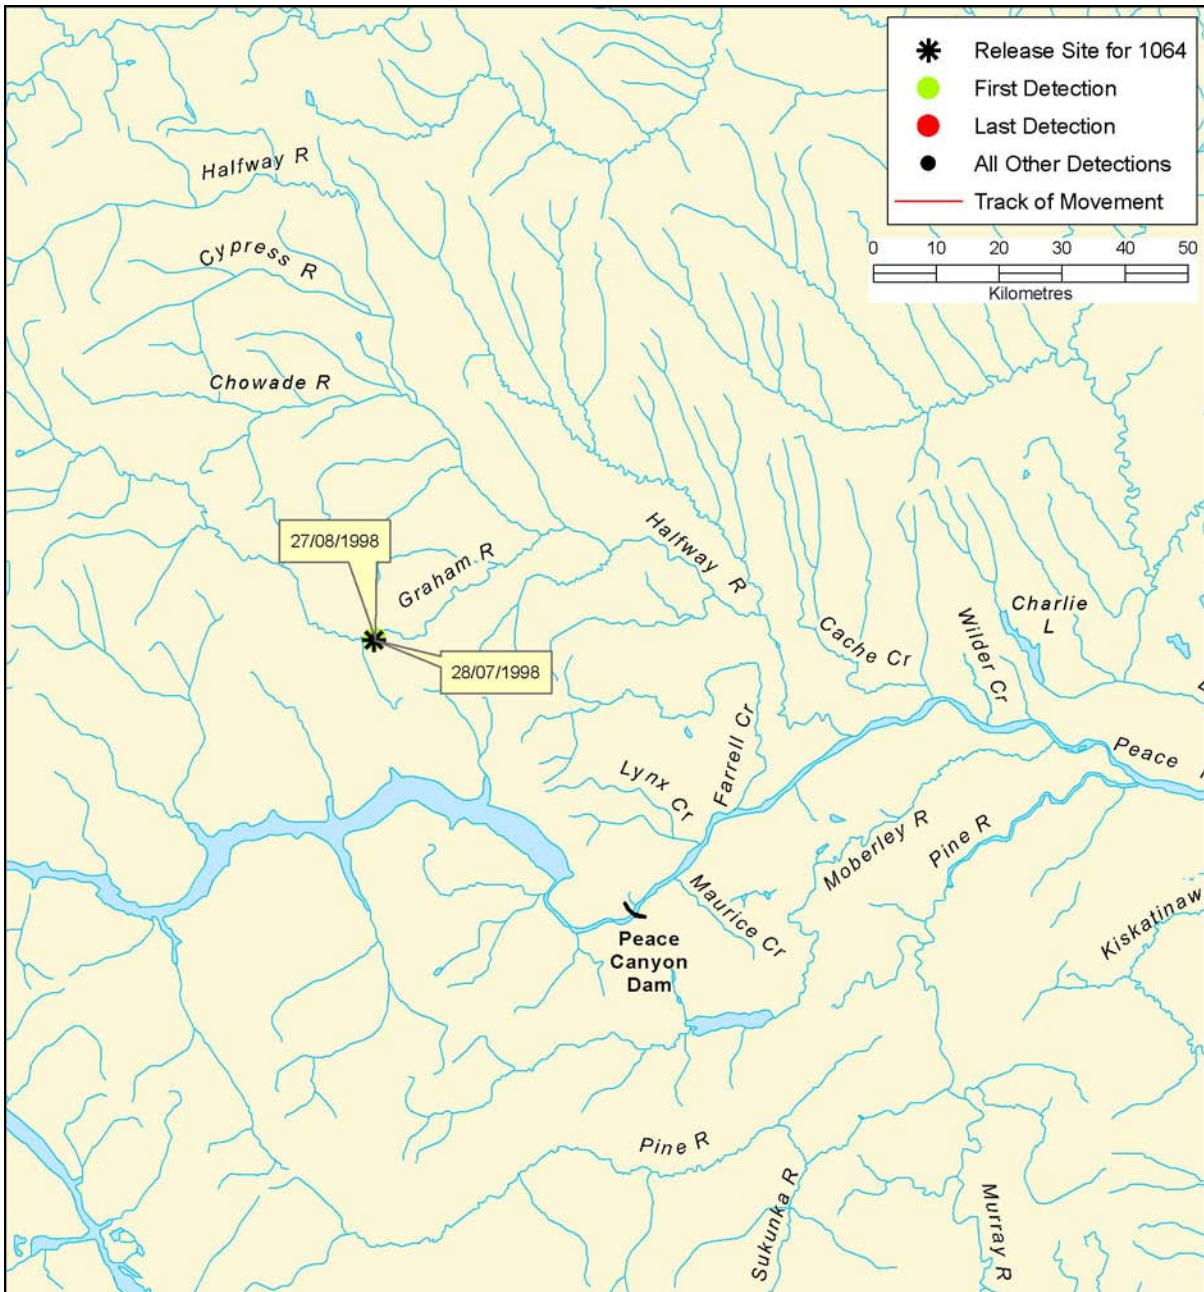 Release Site for 1064
First Detection
Last Detection
All Other Detections
Track of Movement
0 10 20 30 40 50
Kilometres
Halfway R
Cypress R
Chowade R
27/08/1998
Graham R
Halfway R
28/07/1998
Cache Cr
Wilder Cr
Charlie
L
Farrell Cr
Lynx Cr
Peace
Moberley R
Pine R
Maurice Cr
Kiskatinaw
Peace
Canyon
Dam
Pine R
Sukunka R
Murray R